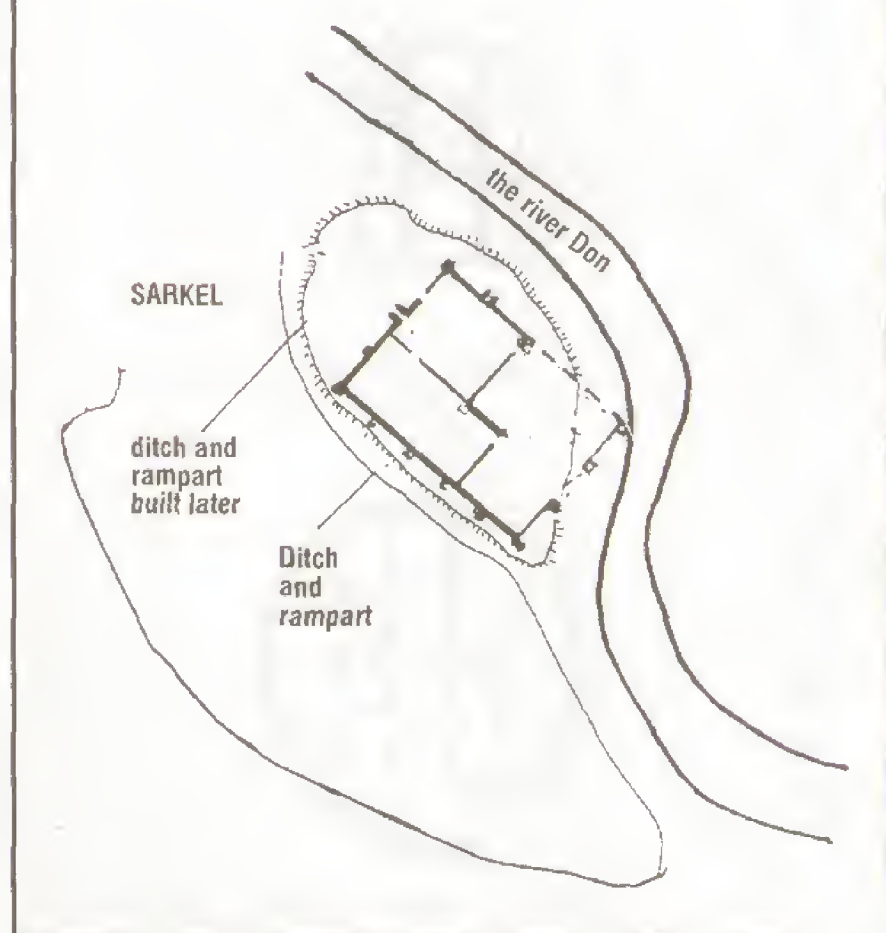 the river Don
SARKEL
ditch and
rampart
built later
Ditch
and
rampart